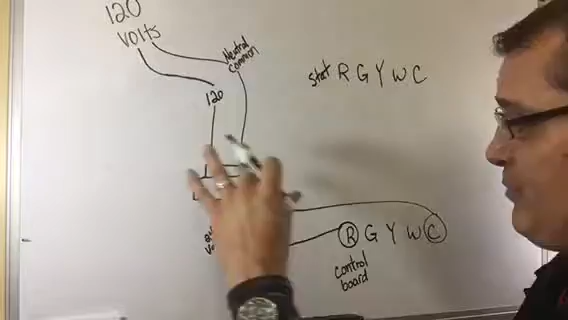 120
VOlTS
Neutral
Common
120
stat R G Y W C
R G Y W C
control
board